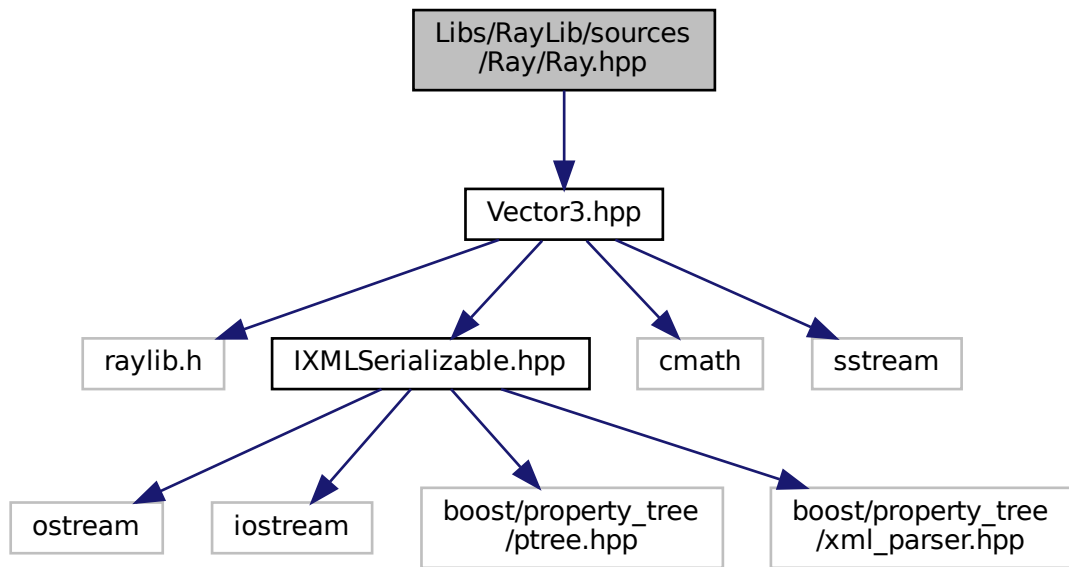 Libs/RayLib/sources
/Ray/Ray.hpp
Vector3.hpp
raylib.h
IXMLSerializable.hpp
cmath
sstream
ostream
iostream
boost/property_tree
/ptree.hpp
boost/property_tree
/xml_parser.hpp